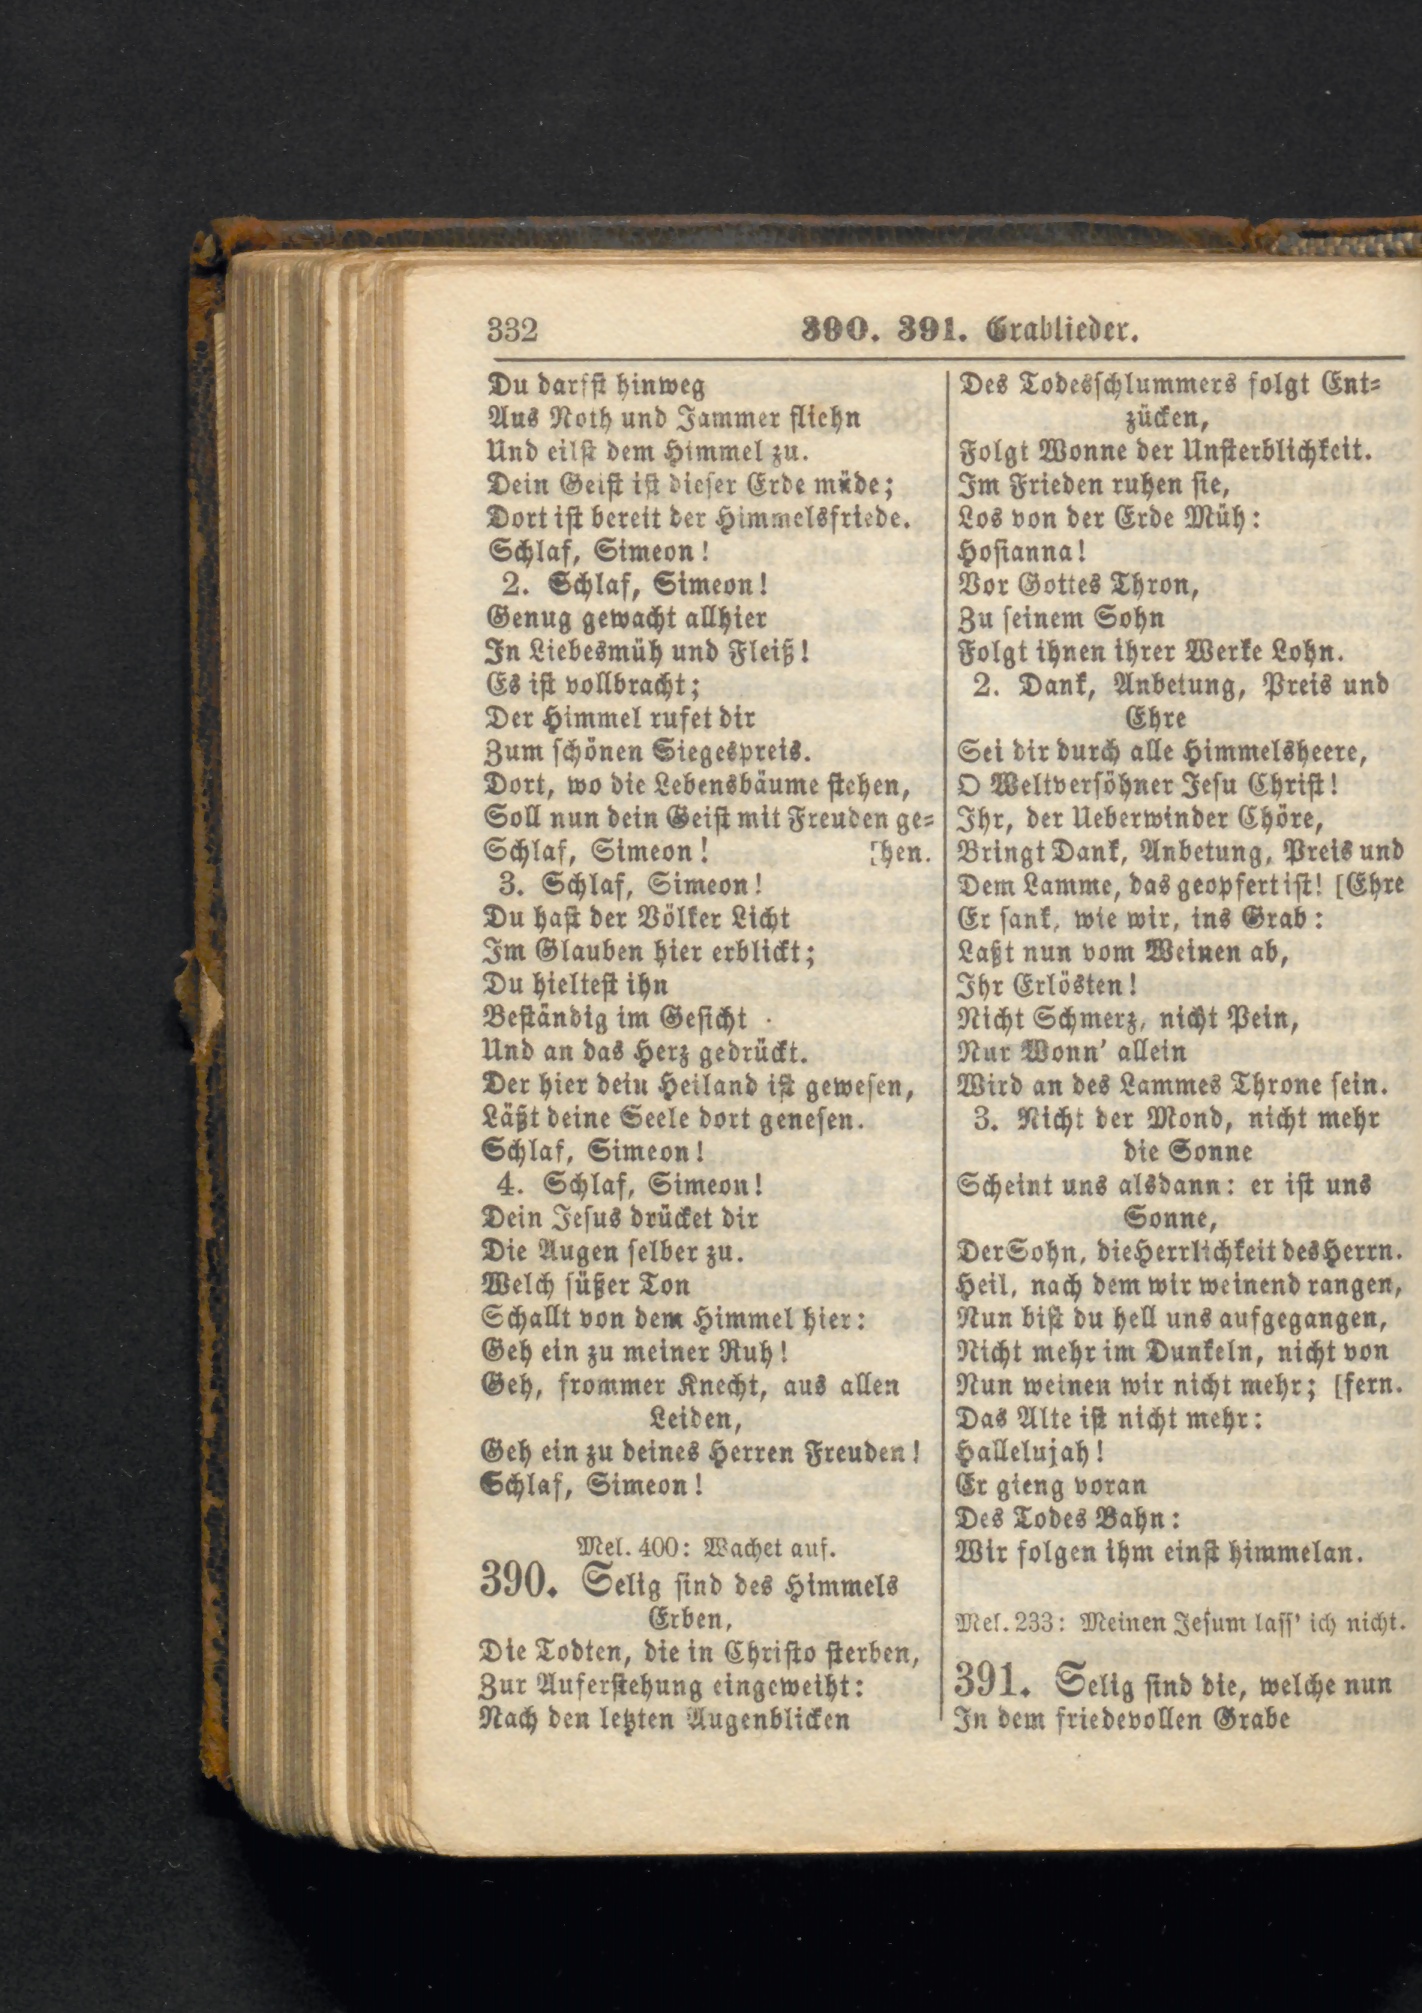 332
390. 391. Grablieder.
Du darfst hinweg
Aus Noth und Jammer fliehn
Und eilst dem Himmel zu.
Dein Geist ist dieser Erde müde;
Dort ist bereit der Himmelsfriede.
Schlaf, Simeon!
2. Schlaf, Simeon!
Genug gewacht allhier
In Liebesmüh und Fleiß!
Es ist vollbracht;
Der Himmel rufet dir
Zum schönen Siegespreis.
Dort, wo die Lebensbäume stehen,
Soll nun dein Geist mit Freuden ge-
Schlaf, Simeon! [hen.
3. Schlaf, Simeon!
Du hast der Völker Licht
Im Glauben hier erblickt;
Du hieltest ihn
Beständig im Gesicht
Und an das Herz gedrückt.
Der hier dein Heiland ist gewesen,
Läßt deine Seele dort genesen.
Schlaf, Simeon!
4. Schlaf, Simeon!
Dein Jesus drücket dir
Die Augen selber zu.
Welch süßer Ton
Schallt von dem Himmel hier:
Geh ein zu meiner Ruh!
Geh, frommer Knecht, aus allen
Leiden,
Geh ein zu deines Herren Freuden!
Schlaf, Simeon!
Mel. 400: Wachet auf.
390. Selig sind des Himmels
Erben,
Die Todten, die in Christo sterben,
Zur Auferstehung eingeweiht:
Nach den letzten Augenblicken
Des Todesschlummers folgt Ent-
zücken,
Folgt Wonne der Unsterblichkeit.
Im Frieden ruhen sie,
Los von der Erde Müh:
Hosianna!
Vor Gottes Thron,
Zu seinem Sohn
Folgt ihnen ihrer Werke Lohn.
2. Dank, Anbetung, Preis und
Ehre
Sei dir durch alle Himmelsheere,
O Weltversöhner Jesu Christ!
Ihr, der Ueberwinder Chöre,
Bringt Dank, Anbetung, Preis und
Dem Lamme, das geopfert ist! [Ehre
Er sank, wie wir, ins Grab:
Laßt nun vom Weinen ab,
Ihr Erlösten!
Nicht Schmerz, nicht Pein,
Nur Wonn' allein
Wird an des Lammes Throne sein.
3. Nicht der Mond, nicht mehr
die Sonne
Scheint uns alsdann: er ist uns
Sonne,
Der Sohn, die Herrlichkeit des Herrn.
Heil, nach dem wir weinend rangen,
Nun bist du hell uns aufgegangen,
Nicht mehr im Dunkeln, nicht von
Nun weinen wir nicht mehr; [fern.
Das Alte ist nicht mehr:
Hallelujah!
Er gieng voran
Des Todes Bahn:
Wir folgen ihm einst himmelan.
Mel. 233: Meinen Jesum lass' ich nicht.
391. Selig sind die, welche nun
In dem friedevollen Grabe